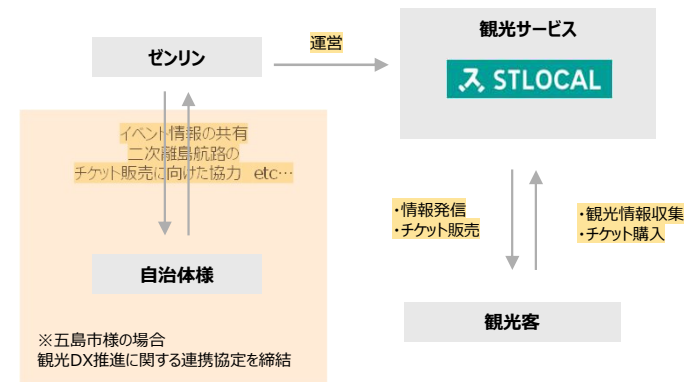 ゼンリン
運営
観光サービス
STLOCAL
イベント情報の共有
二次離島航路の
チケット販売に向けた協力 etc…
・情報発信
・チケット販売
・観光情報収集
・チケット購入
自治体様
観光客
※五島市様の場合
観光DX推進に関する連携協定を締結